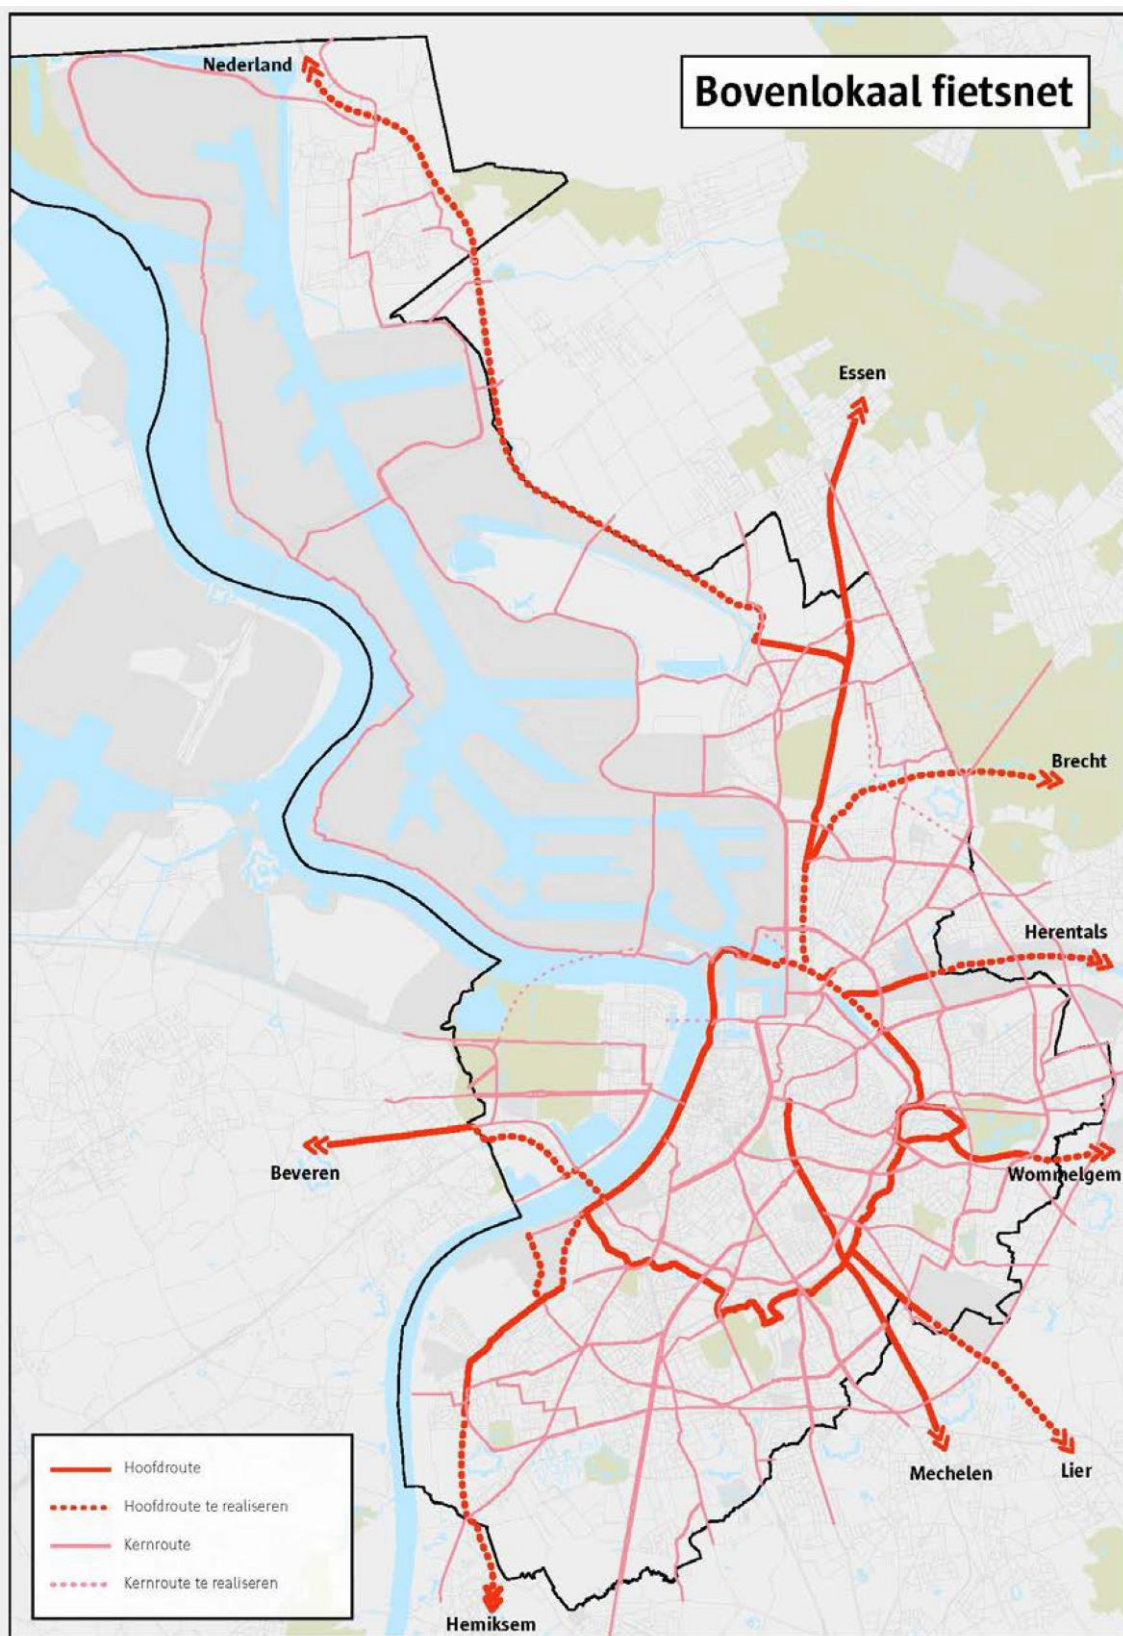 Bovenlokaal fietsnet
Nederland
Essen
Brecht
Herentals
Beveren
Wommelgem
Mechelen
Lier
Hemiksem
Hoofdroute
Hoofdroute te realiseren
Kernroute
Kernroute te realiseren